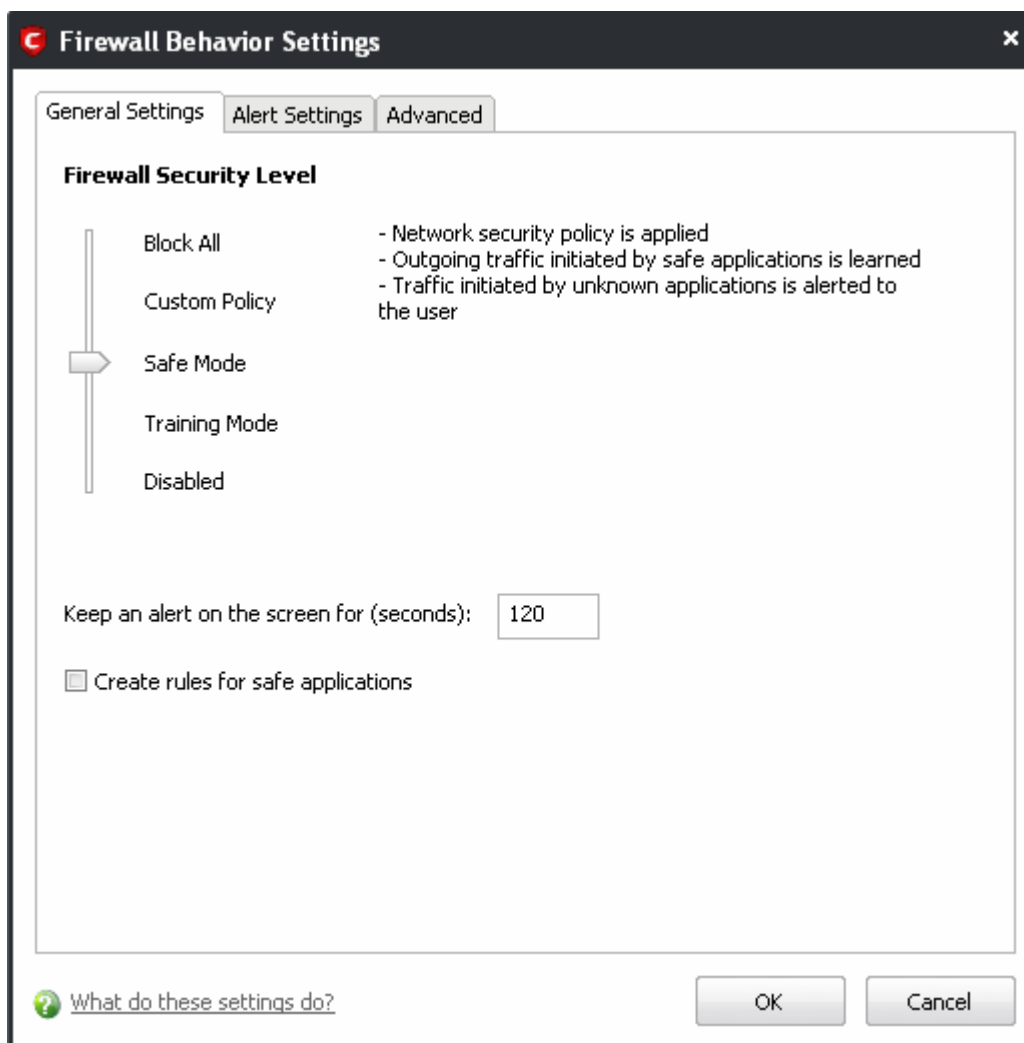 Firewall Behavior Settings
General Settings
Alert Settings
Advanced
Firewall Security Level
Block All
Custom Policy
Safe Mode
Training Mode
Disabled
- Network security policy is applied
- Outgoing traffic initiated by safe applications is learned
- Traffic initiated by unknown applications is alerted to
the user
Keep an alert on the screen for (seconds):
120
Create rules for safe applications
What do these settings do?
OK
Cancel